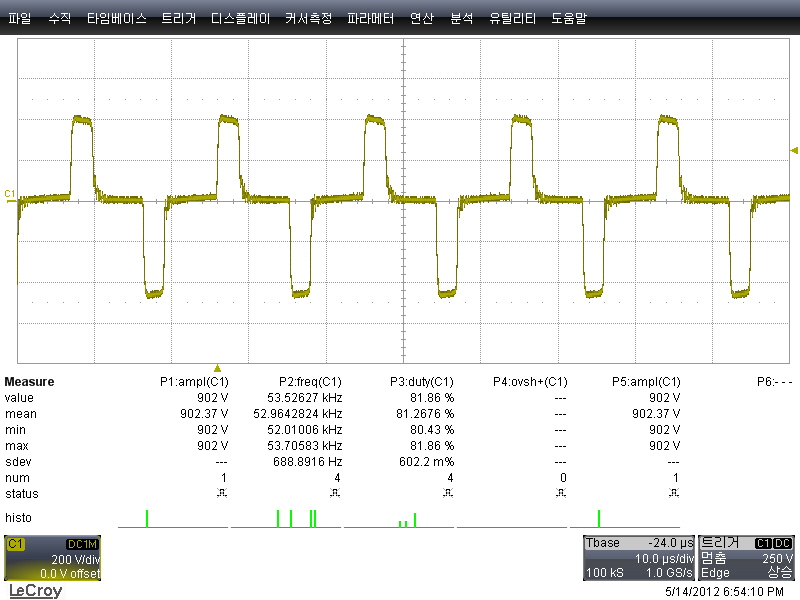 파일 수직 타임베이스 트리거 디스플레이 커서측정 파라메터 연산 분석 유틸리티 도움말
C1
Measure P1:ampl(C1) P2:freq(C1) P3:duty(C1) P4:ovsh+(C1) P5:ampl(C1) P6:- - -
value 902 V 53.52627 kHz 81.86 % --- 902 V
mean 902.37 V 52.9642824 kHz 81.2676 % --- 902.37 V
min 902 V 52.01006 kHz 80.43 % --- 902 V
max 902 V 53.70583 kHz 81.86 % --- 902 V
sdev --- 688.8916 Hz 602.2 m% --- ---
num 1 4 4 0 1
status
histo
C1 DC1M
200 V/div
0.0 V offset
Tbase -24.0 µs
10.0 µs/div
100 kS 1.0 GS/s
트리거 C1 DC
멈춤 250 V
Edge 상승
LeCroy
5/14/2012 6:54:10 PM